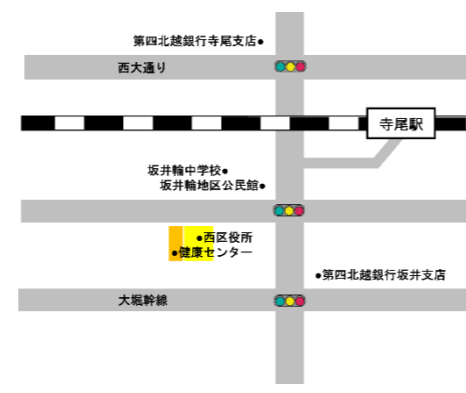 第四北越銀行寺尾支店●
西大通り
寺尾駅
坂井輪中学校●
坂井輪地区公民館●
●西区役所
●健康センター
●第四北越銀行坂井支店
大堀幹線